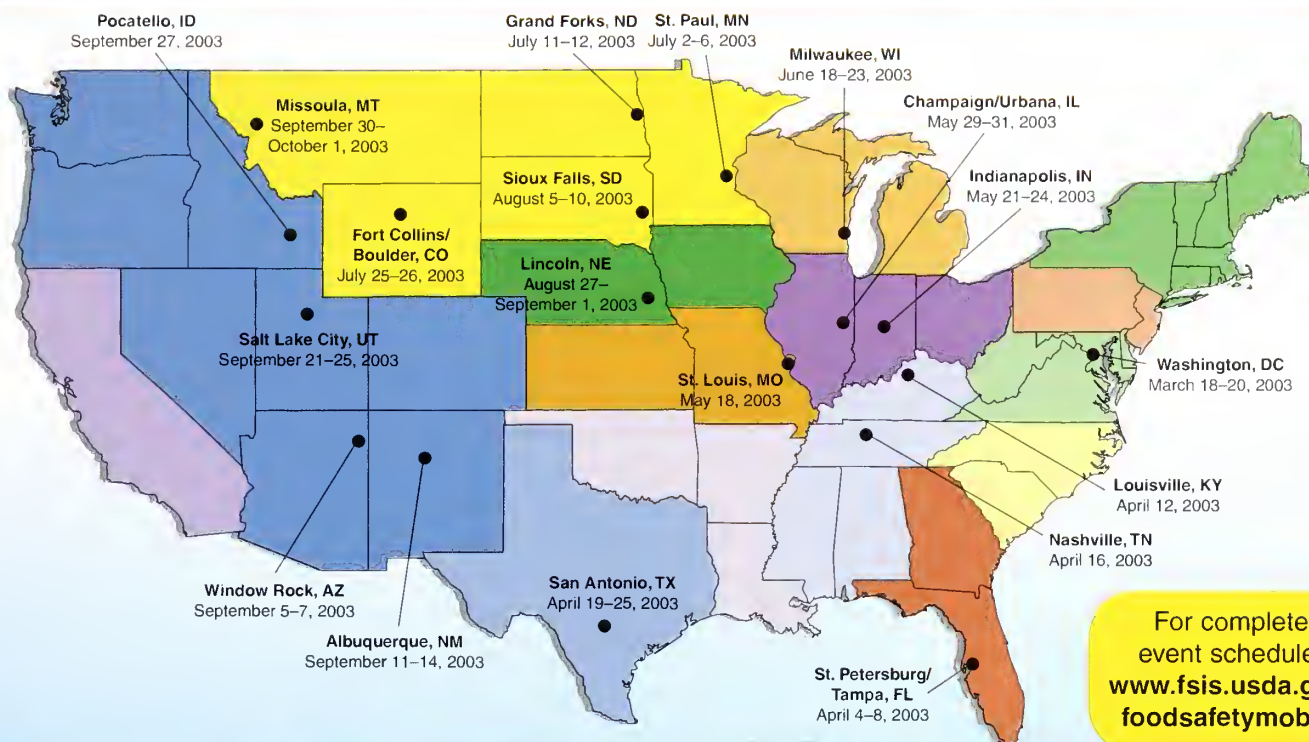 Pocatello, ID
September 27, 2003
Grand Forks, ND
July 11–12, 2003
St. Paul, MN
July 2–6, 2003
Milwaukee, WI
June 18–23, 2003
Champaign/Urbana, IL
May 29–31, 2003
Indianapolis, IN
May 21–24, 2003
Missoula, MT
September 30–
October 1, 2003
Sioux Falls, SD
August 5–10, 2003
Fort Collins/
Boulder, CO
July 25–26, 2003
Lincoln, NE
August 27–
September 1, 2003
Salt Lake City, UT
September 21–25, 2003
St. Louis, MO
May 18, 2003
Washington, DC
March 18–20, 2003
Louisville, KY
April 12, 2003
Nashville, TN
April 16, 2003
Window Rock, AZ
September 5–7, 2003
Albuquerque, NM
September 11–14, 2003
San Antonio, TX
April 19–25, 2003
St. Petersburg/
Tampa, FL
April 4–8, 2003
For complete
event schedule
www.fsis.usda.g
foodsafetymob